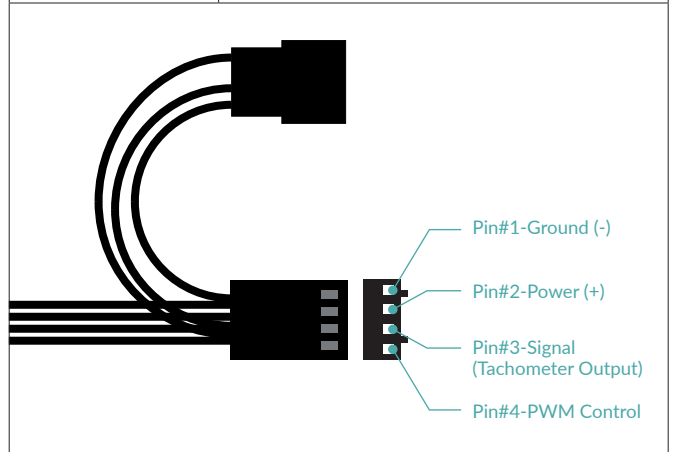 Pin#1-Ground (-)
Pin#2-Power (+)
Pin#3-Signal
(Tachometer Output)
Pin#4-PWM Control